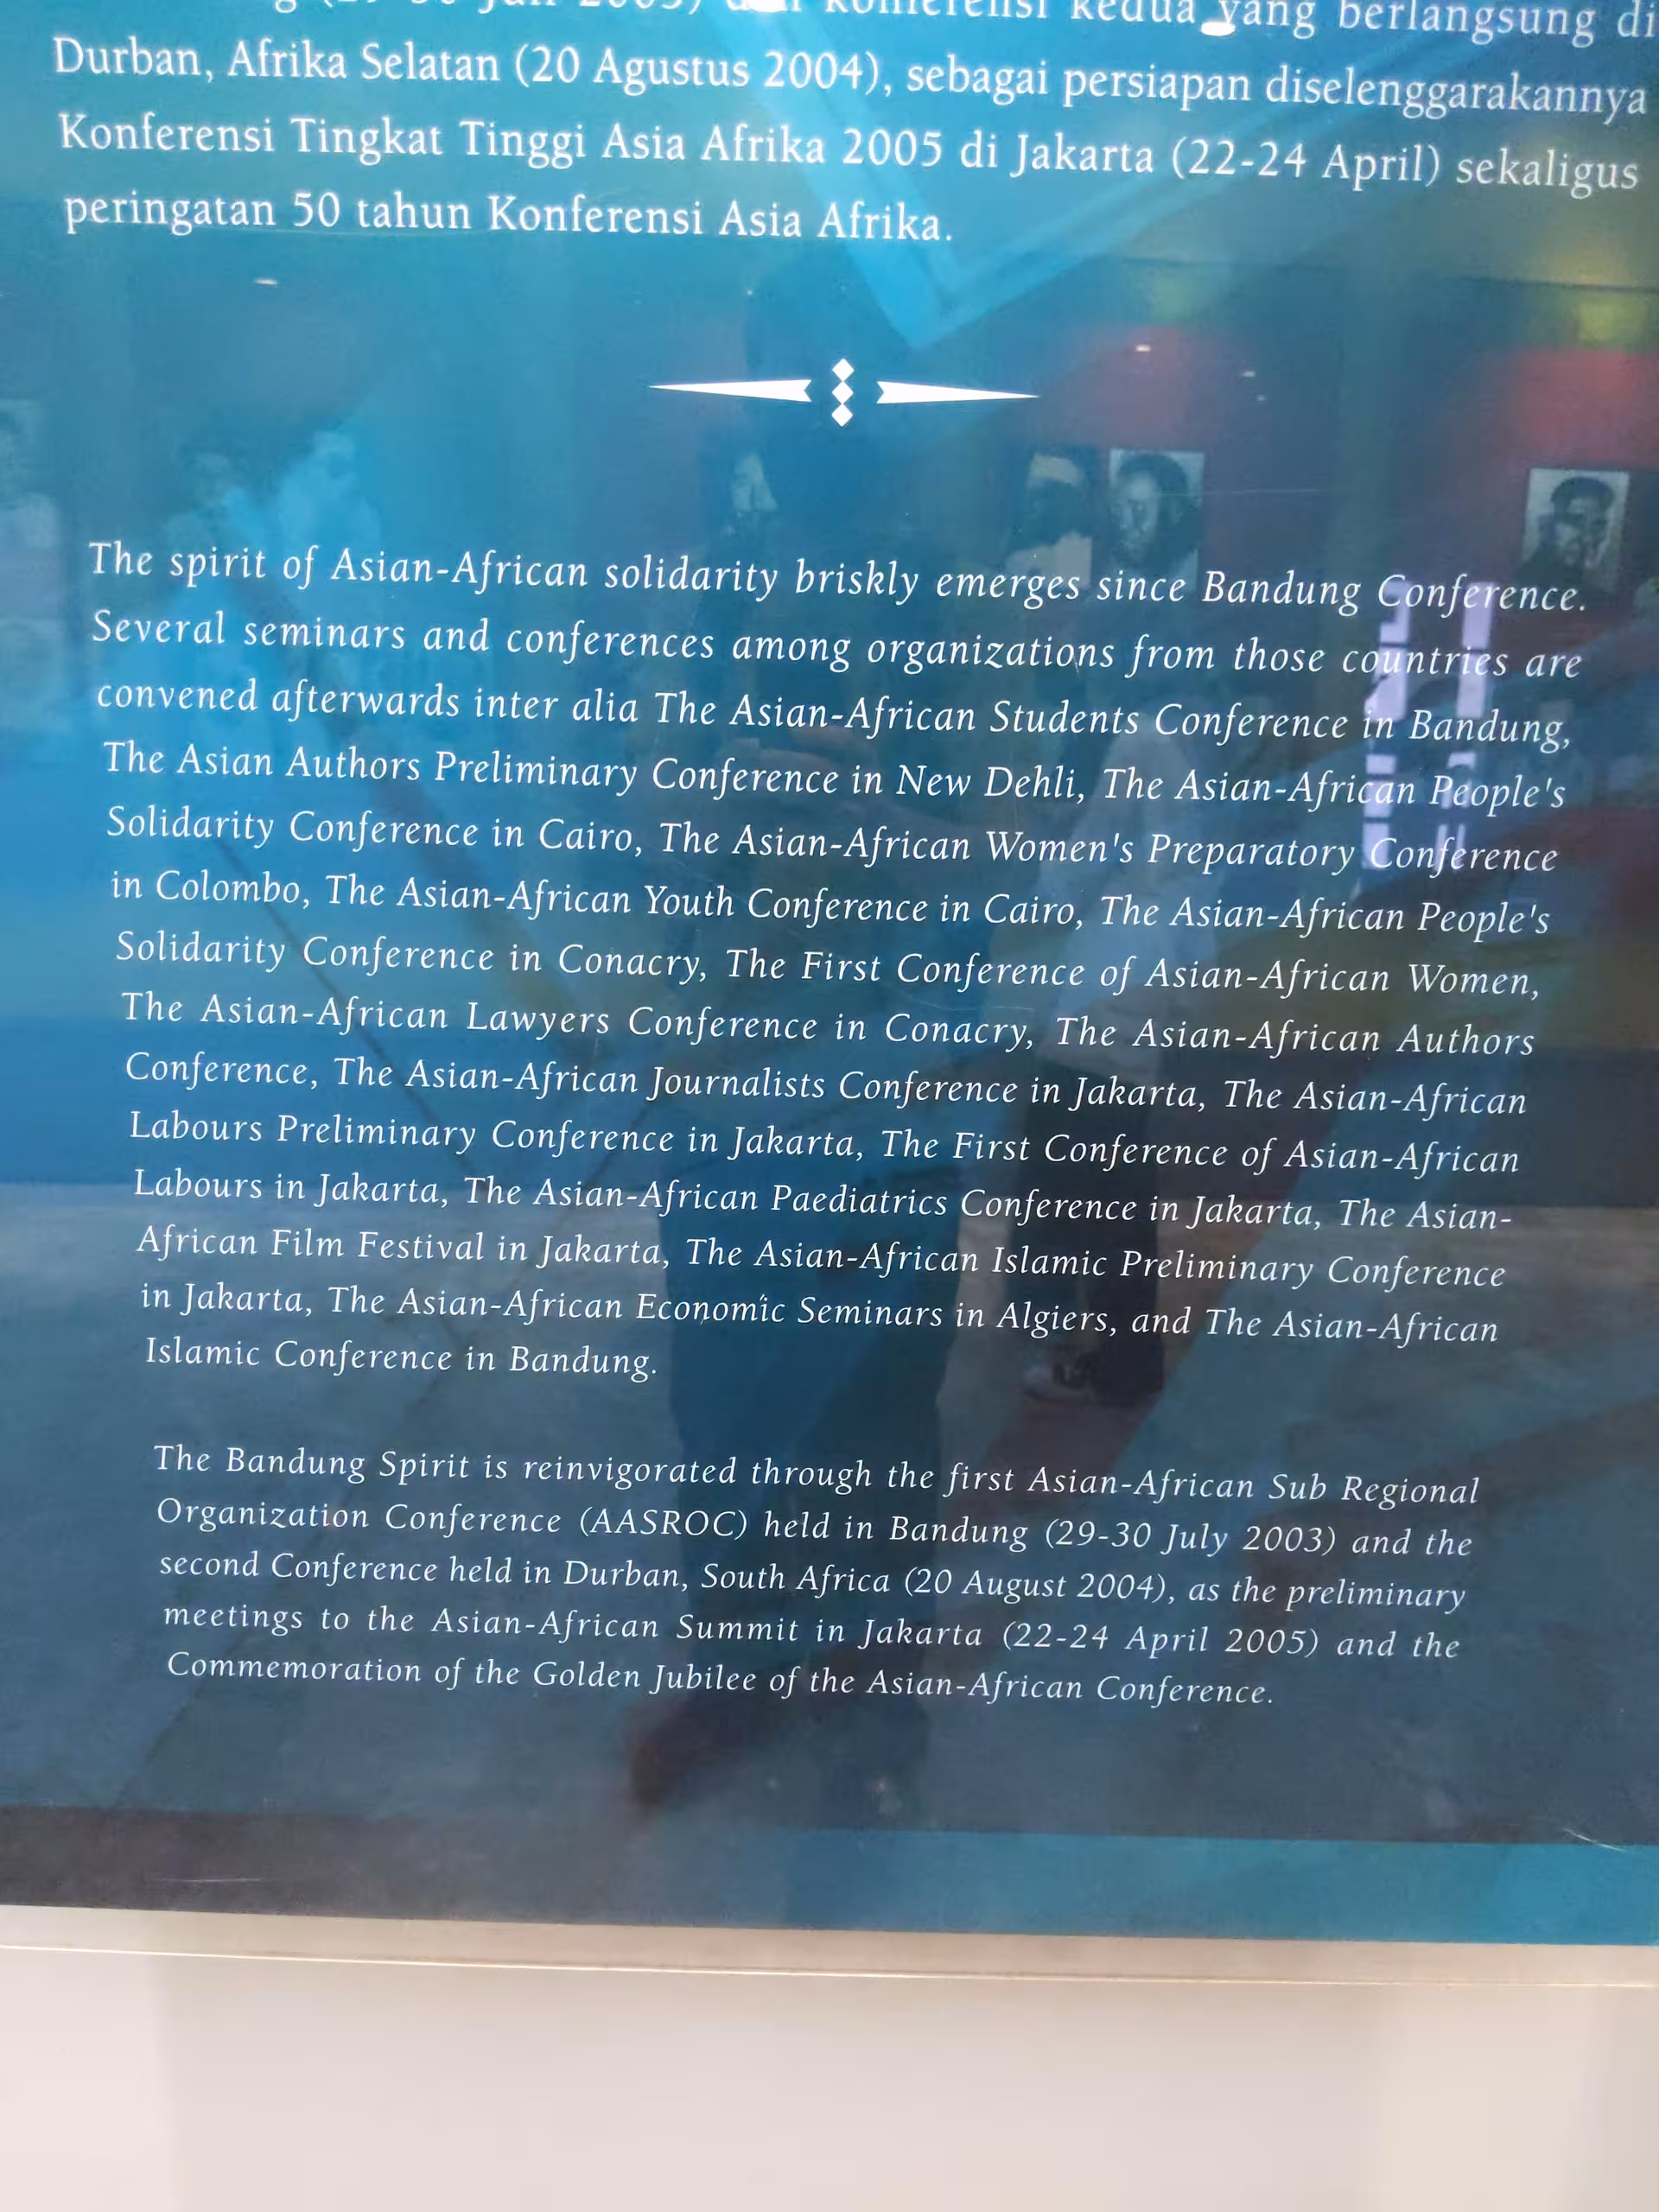 kedua yang berlangsung di
Durban, Afrika Selatan (20 Agustus 2004), sebagai persiapan diselenggarakannya
Konferensi Tingkat Tinggi Asia Afrika 2005 di Jakarta (22-24 April) sekaligus
peringatan 50 tahun Konferensi Asia Afrika.
The spirit of Asian-African solidarity briskly emerges since Bandung Conference.
Several seminars and conferences among organizations from those countries are
convened afterwards inter alia The Asian-African Students Conference in Bandung,
The Asian Authors Preliminary Conference in New Dehli, The Asian-African People's
Solidarity Conference in Cairo, The Asian-African Women's Preparatory Conference
in Colombo, The Asian-African Youth Conference in Cairo, The Asian-African People's
Solidarity Conference in Conacry, The First Conference of Asian-African Women,
The Asian-African Lawyers Conference in Conacry, The Asian-African Authors
Conference, The Asian-African Journalists Conference in Jakarta, The Asian-African
Labours Preliminary Conference in Jakarta, The First Conference of Asian-African
Labours in Jakarta, The Asian-African Paediatrics Conference in Jakarta, The Asian-
African Film Festival in Jakarta, The Asian-African Islamic Preliminary Conference
in Jakarta, The Asian-African Economic Seminars in Algiers, and The Asian-African
Islamic Conference in Bandung.
The Bandung Spirit is reinvigorated through the first Asian-African Sub Regional
Organization Conference (AASROC) held in Bandung (29-30 July 2003) and the
second Conference held in Durban, South Africa (20 August 2004), as the preliminary
meetings to the Asian-African Summit in Jakarta (22-24 April 2005) and the
Commemoration of the Golden Jubilee of the Asian-African Conference.